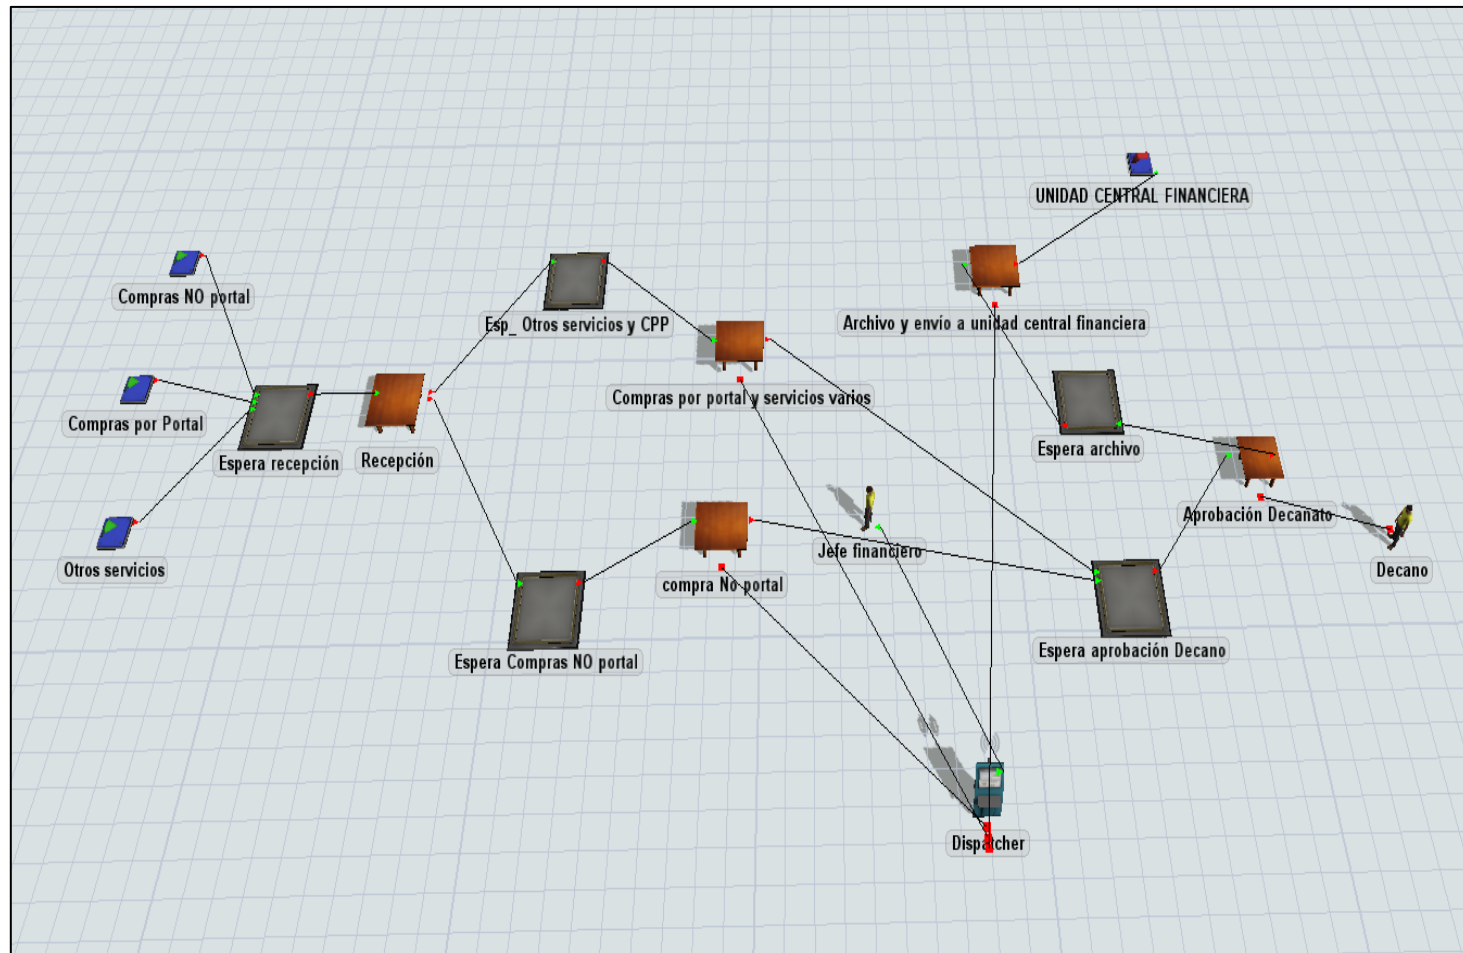 UNIDAD CENTRAL FINANCIERA
Compras NO portal
Esp_ Otros servicios y CPP
Archivo y envío a unidad central financiera
Compras por portal y servicios varios
Compras por Portal
Espera recepción
Recepción
Espera archivo
Aprobación Decanato
Jefe financiero
Otros servicios
compra No portal
Decano
Espera Compras NO portal
Espera aprobación Decano
Dispatcher